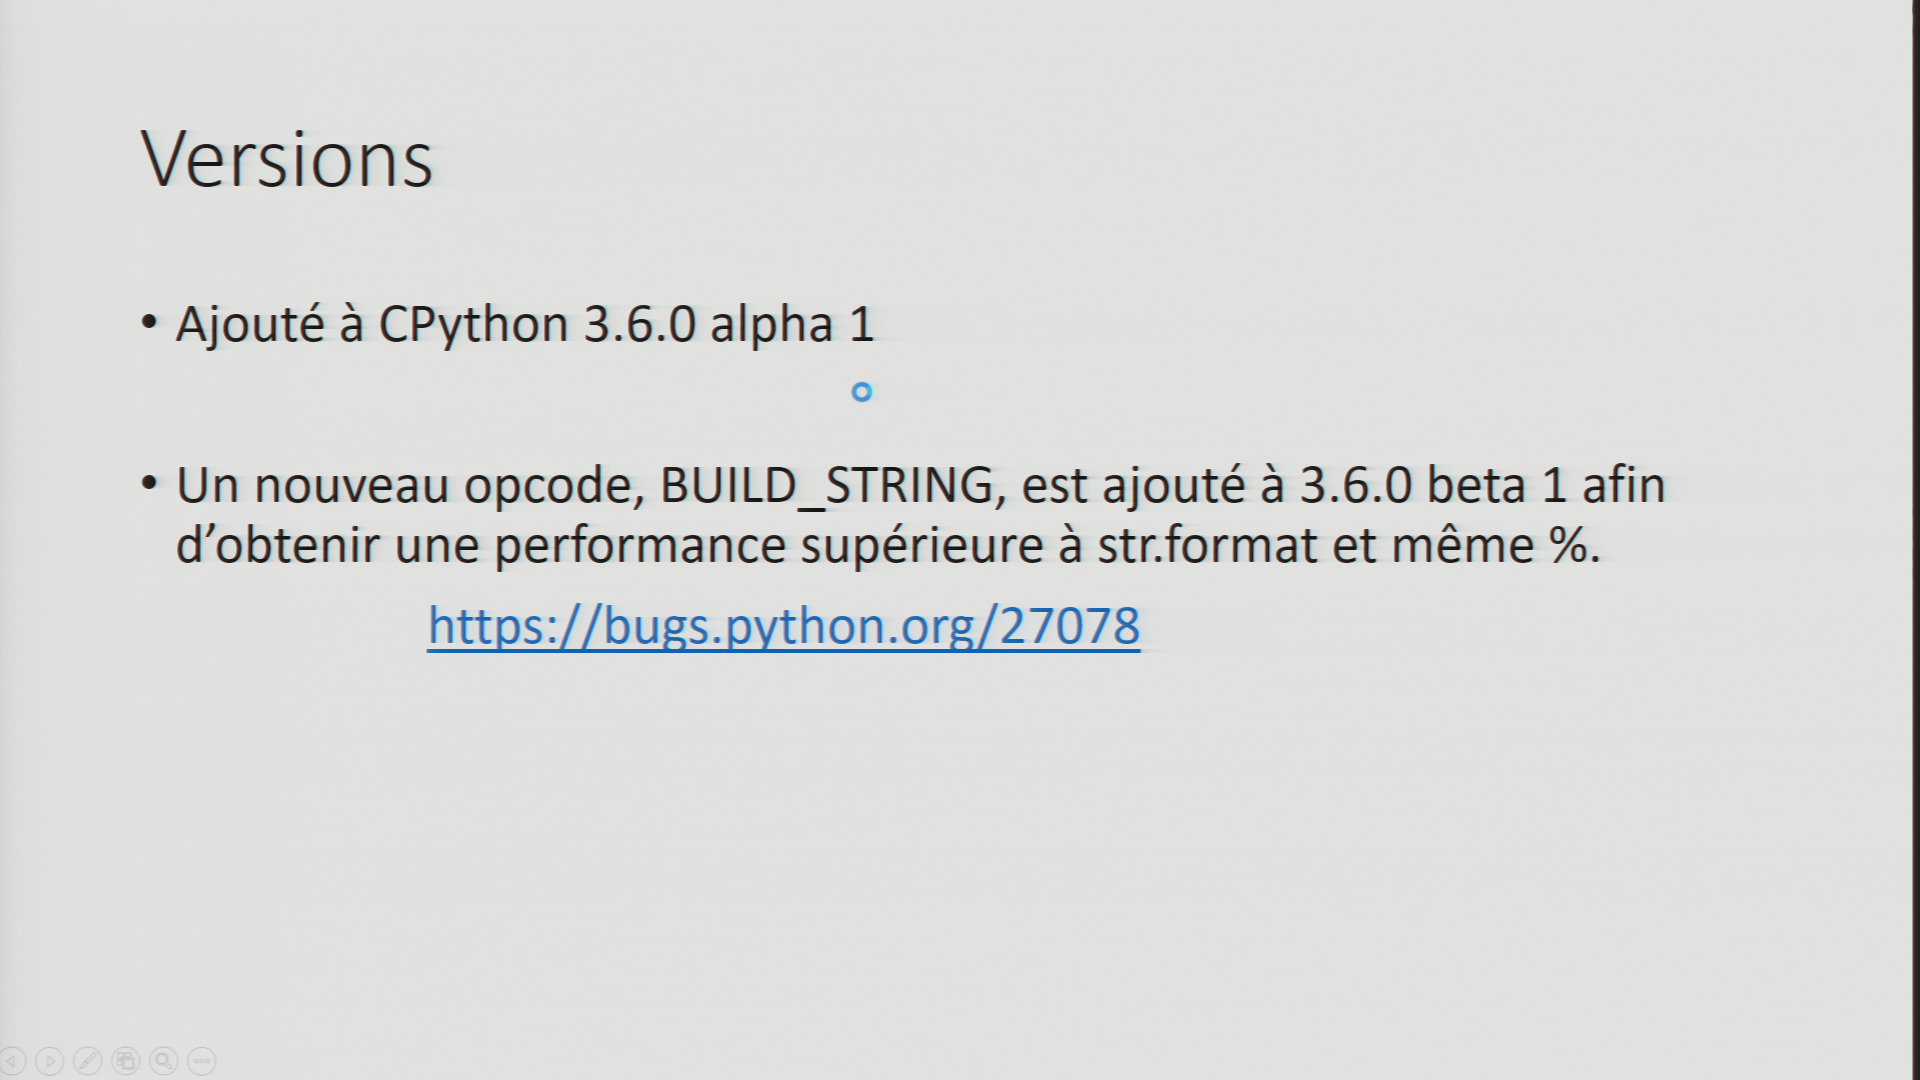 Versions
• Ajouté à CPython 3.6.0 alpha 1
• Un nouveau opcode, BUILD_STRING, est ajouté à 3.6.0 beta 1 afin
d’obtenir une performance supérieure à str.format et même %.
https://bugs.python.org/27078